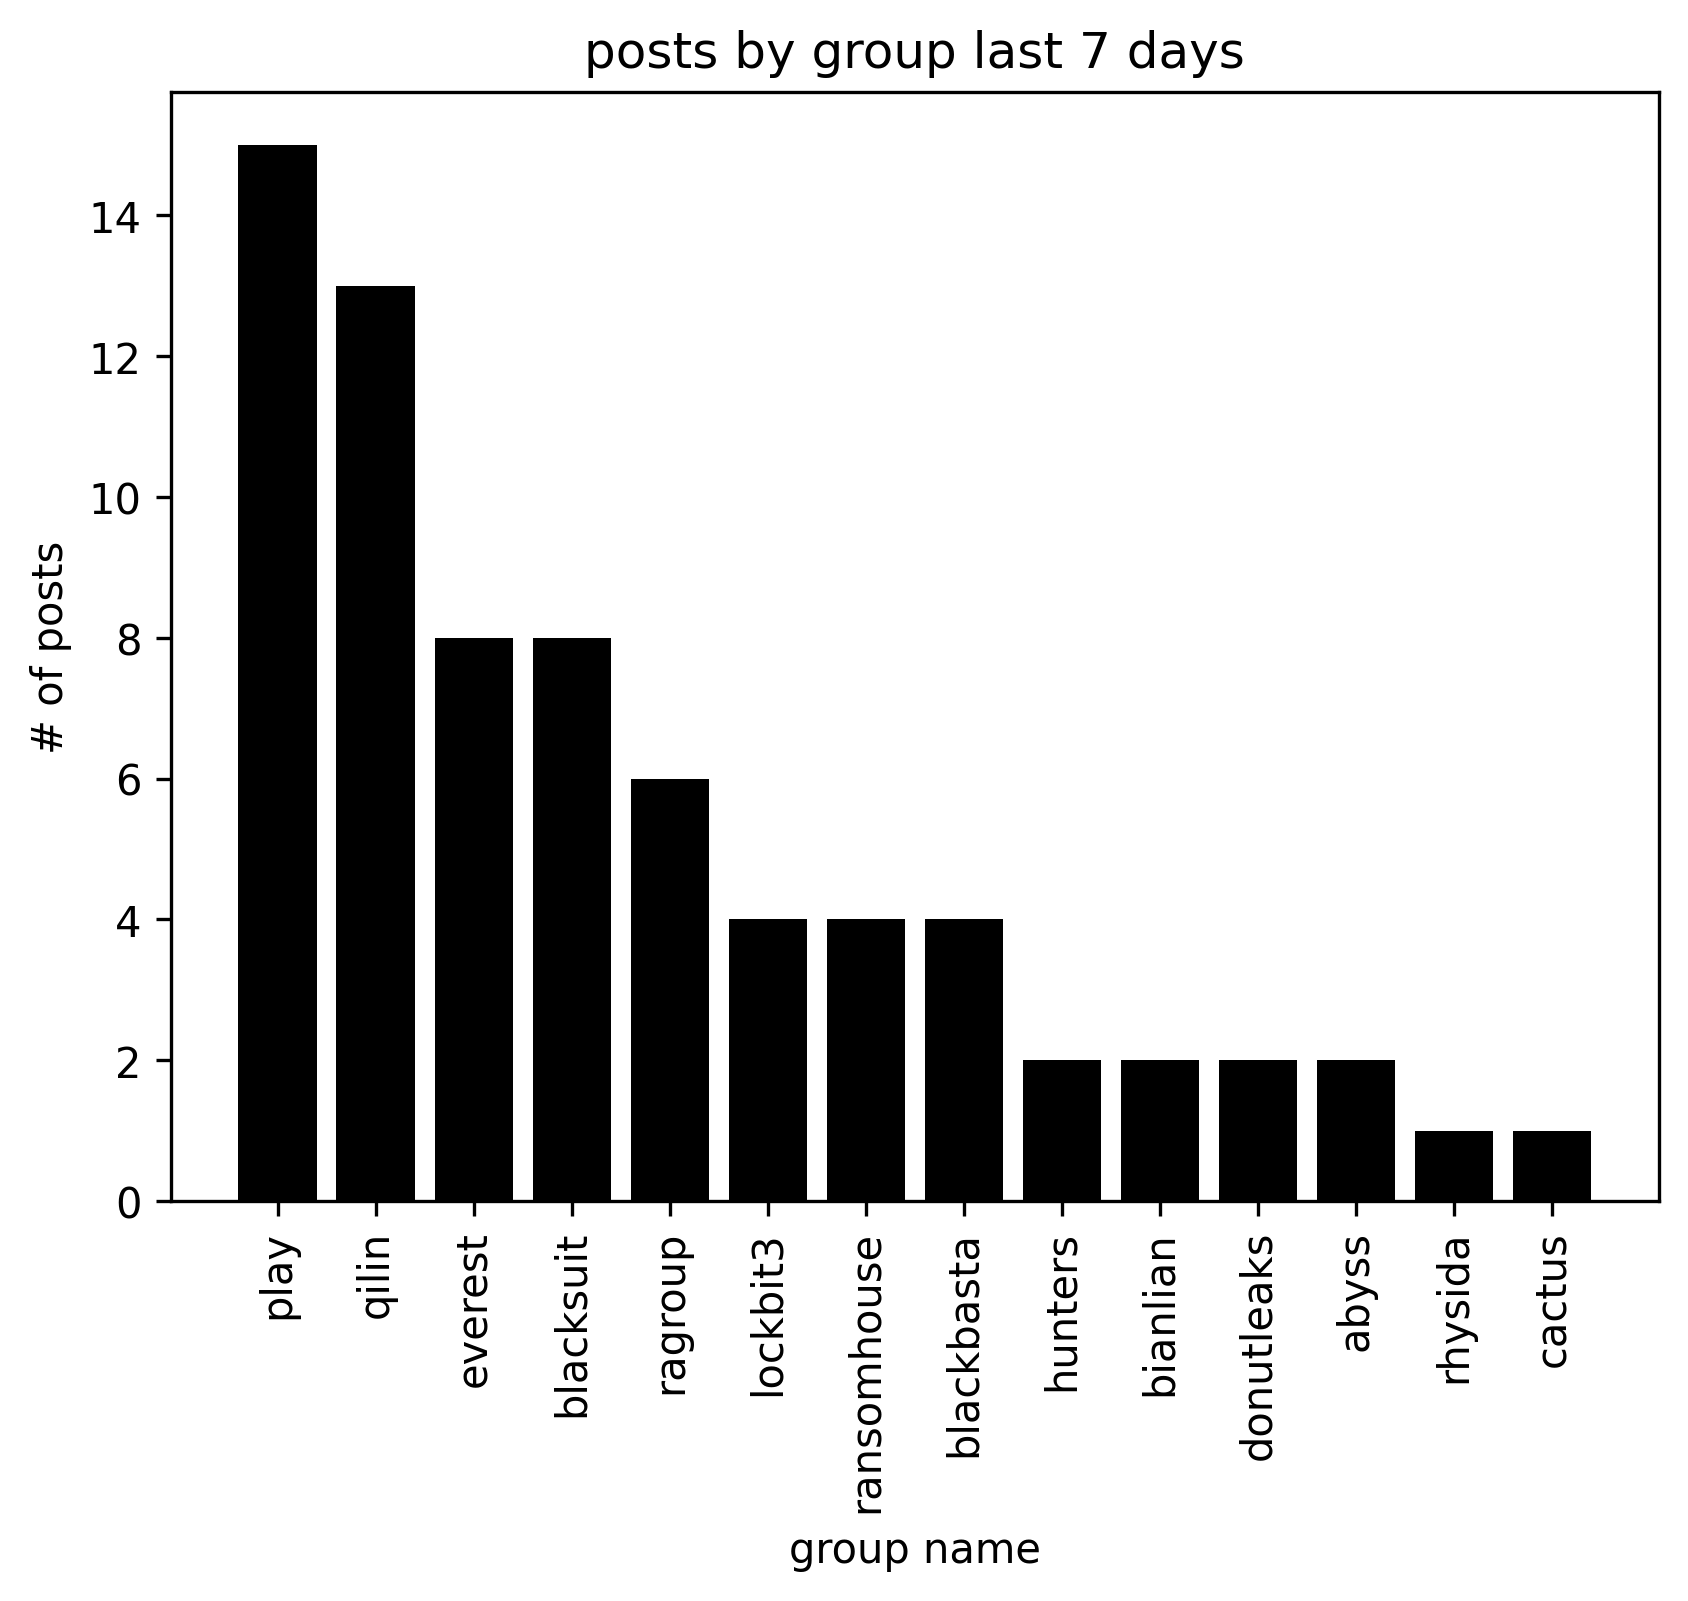 posts by group last 7 days
# of posts
14
12
10
8
6
4
2
0
play
qilin
everest
blacksuit
ragroup
lockbit3
ransomhouse
blackbasta
hunters
bianlian
donutleaks
abyss
rhysida
cactus
group name